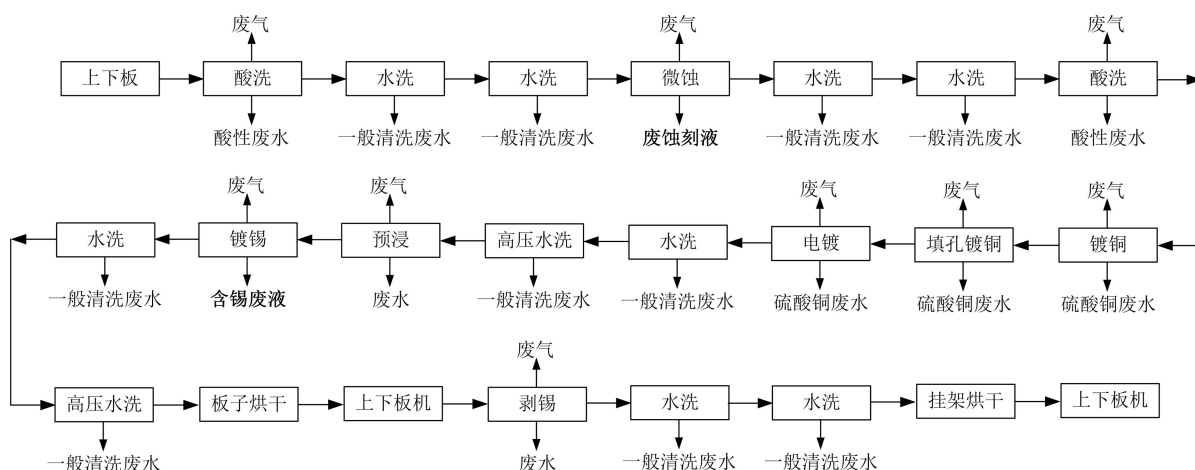 废气
废气
废气
上下板
酸洗
水洗
水洗
微蚀
水洗
水洗
酸洗
酸性废水
一般清洗废水
一般清洗废水
废蚀刻液
一般清洗废水
一般清洗废水
酸性废水
废气
废气
废气
废气
废气
水洗
镀锡
预浸
高压水洗
水洗
电镀
填孔镀铜
镀铜
一般清洗废水
含锡废液
废水
一般清洗废水
一般清洗废水
硫酸铜废水
硫酸铜废水
硫酸铜废水
废气
高压水洗
板子烘干
上下板机
剥锡
水洗
水洗
挂架烘干
上下板机
一般清洗废水
废水
一般清洗废水
一般清洗废水